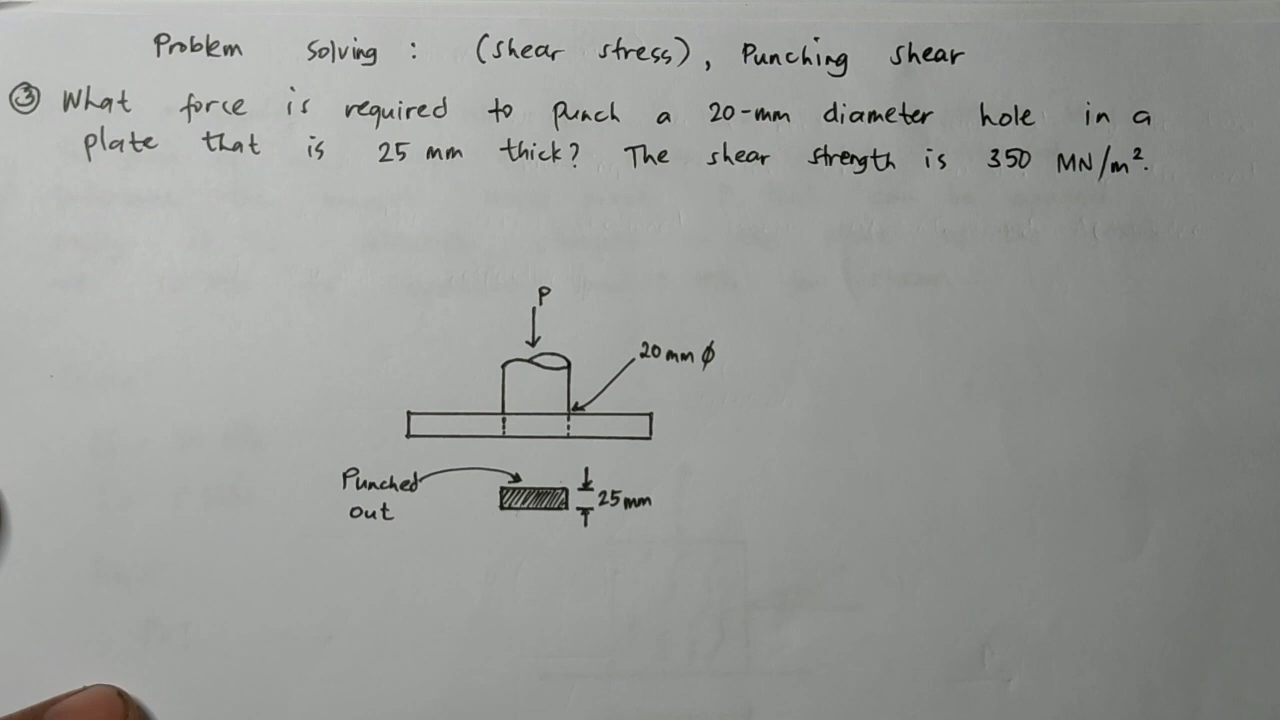 Problem solving : (shear stress), Punching shear
③ What force is required to punch a 20-mm diameter hole in a
plate that is 25 mm thick? The shear strength is 350 MN/m².
P
20 mm ϕ
Punched
out
25 mm